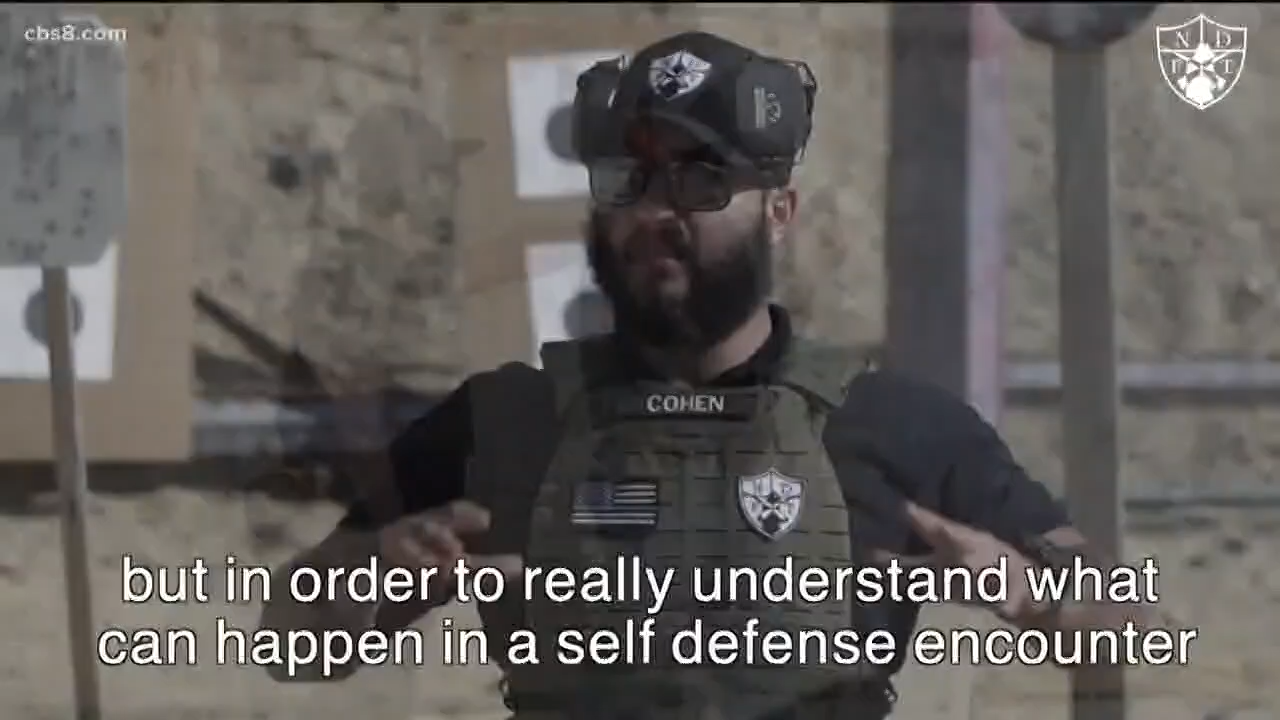 cbs8.com
N D
F I
COHEN
but in order to really understand what
can happen in a self defense encounter